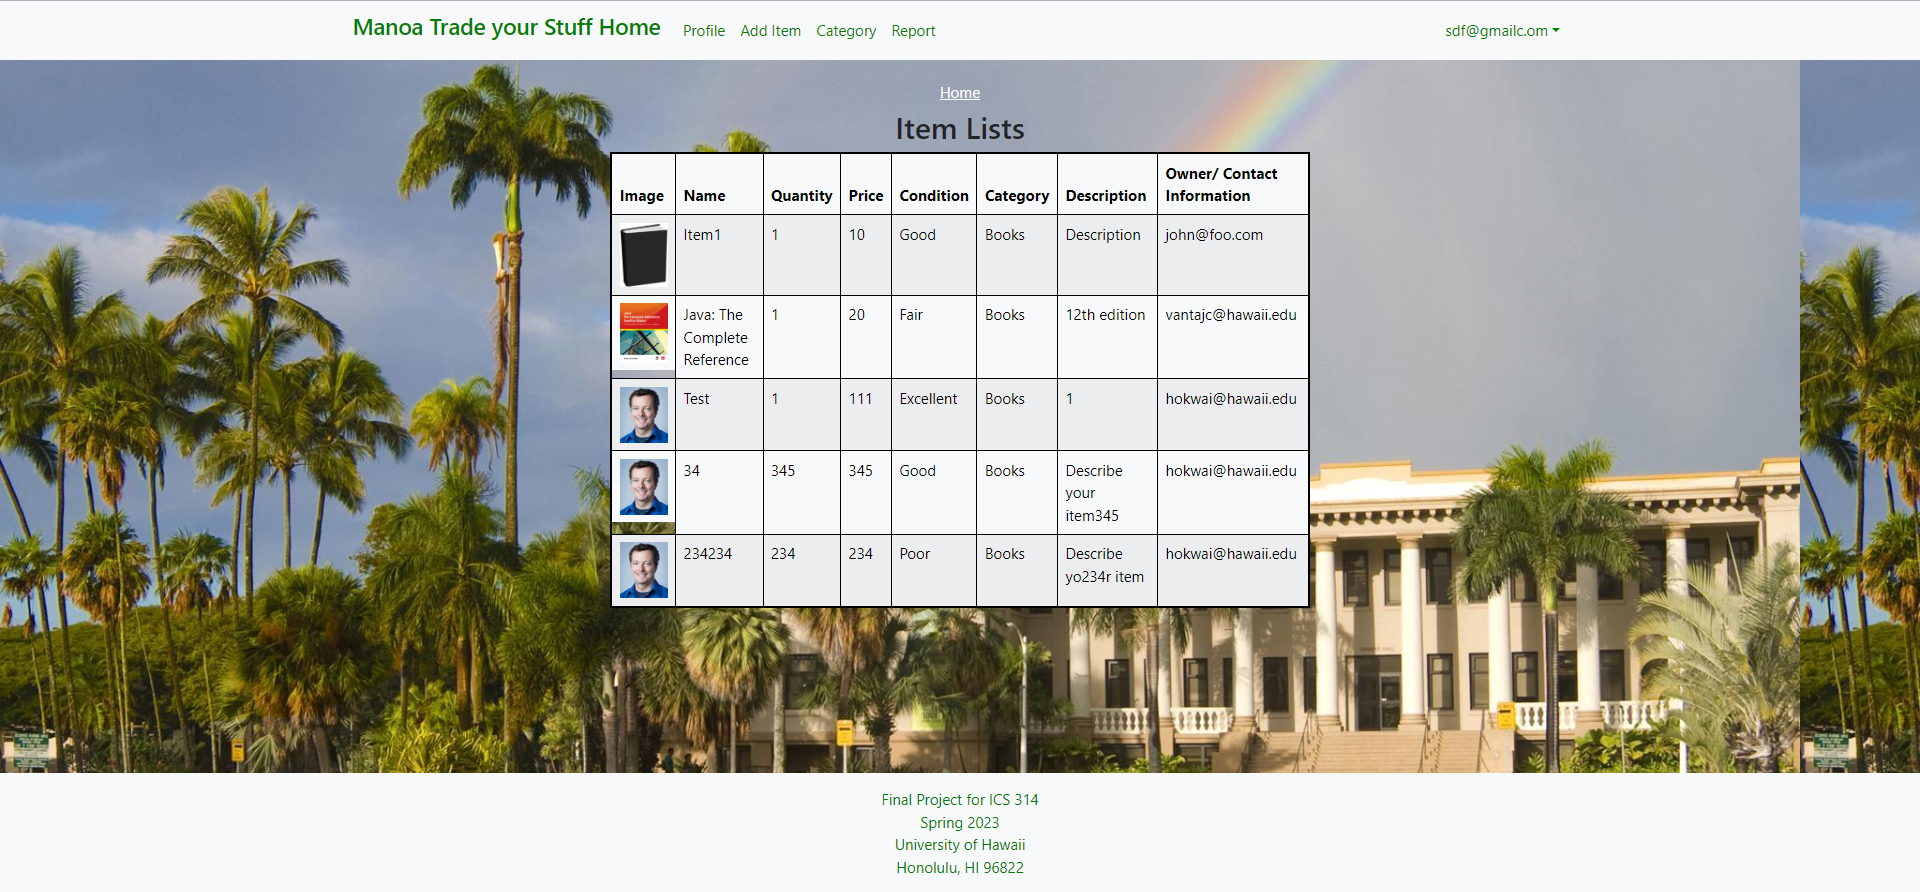 Manoa Trade your Stuff Home Profile Add Item Category Report sdf@gmailc.om
Home
Item Lists
Image Name Quantity Price Condition Category Description Owner/ Contact Information
Item1 1 10 Good Books Description john@foo.com
Java: The Complete Reference 1 20 Fair Books 12th edition vantajc@hawaii.edu
Test 1 111 Excellent Books 1 hokwai@hawaii.edu
34 345 345 Good Books Describe your item345 hokwai@hawaii.edu
234234 234 234 Poor Books Describe yo234r item hokwai@hawaii.edu
Final Project for ICS 314
Spring 2023
University of Hawaii
Honolulu, HI 96822